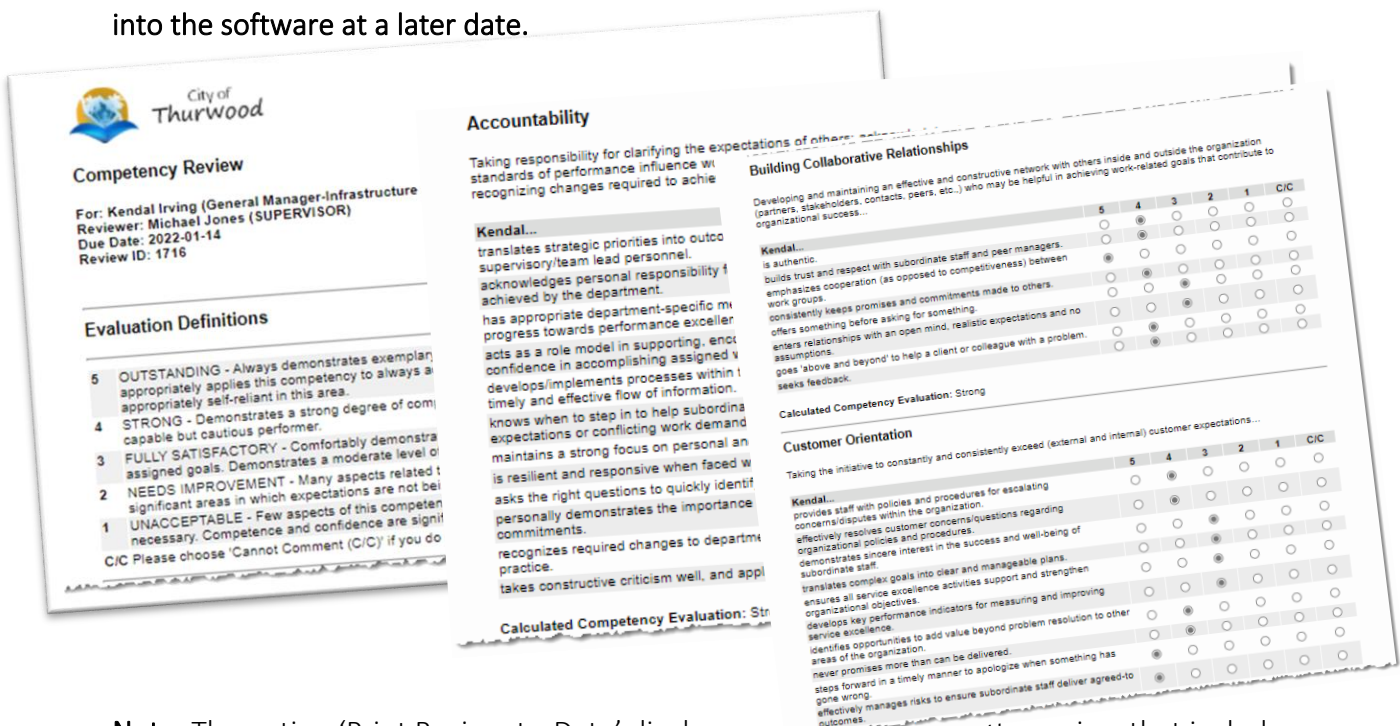 into the software at a later date.
City of
Thurwood
Competency Review
For: Kendal Irving (General Manager-Infrastructure
Reviewer: Michael Jones (SUPERVISOR)
Due Date: 2022-01-14
Review ID: 1716
Evaluation Definitions
5 OUTSTANDING - Always demonstrates exemplary
appropriately applies this competency to always a
appropriately self-reliant in this area.
4 STRONG - Demonstrates a strong degree of com
capable but cautious performer.
3 FULLY SATISFACTORY - Comfortably demonstra
assigned goals. Demonstrates a moderate level o
2 NEEDS IMPROVEMENT - Many aspects related t
significant areas in which expectations are not bei
1 UNACCEPTABLE - Few aspects of this competen
necessary. Competence and confidence are signif
C/C Please choose 'Cannot Comment (C/C)' if you do
Accountability
Taking responsibility for clarifying the expectations of others;
standards of performance influence w
recognizing changes required to achie
Kendal...
translates strategic priorities into outco
supervisory/team lead personnel.
acknowledges personal responsibility f
achieved by the department.
has appropriate department-specific me
progress towards performance excellen
acts as a role model in supporting, enco
confidence in accomplishing assigned w
develops/implements processes within t
timely and effective flow of information.
knows when to step in to help subordina
expectations or conflicting work demand
maintains a strong focus on personal an
is resilient and responsive when faced w
asks the right questions to quickly identif
personally demonstrates the importance
commitments.
recognizes required changes to departme
practice.
takes constructive criticism well, and appl
Calculated Competency Evaluation: Str
Building Collaborative Relationships
Developing and maintaining an effective and constructive network with others inside and outside the organization
(partners, stakeholders, contacts, peers, etc.,) who may be helpful in achieving work-related goals that contribute to
organizational success...
Kendal... 5 4 3 2 1 C/C
is authentic.
builds trust and respect with subordinate staff and peer managers.
emphasizes cooperation (as opposed to competitiveness) between
work groups.
consistently keeps promises and commitments made to others.
offers something before asking for something.
enters relationships with an open mind, realistic expectations and no
assumptions.
goes 'above and beyond' to help a client or colleague with a problem.
seeks feedback.
Calculated Competency Evaluation: Strong
Customer Orientation
Taking the initiative to constantly and consistently exceed (external and internal) customer expectations...
Kendal... 5 4 3 2 1 C/C
provides staff with policies and procedures for escalating
concerns/disputes within the organization.
effectively resolves customer concerns/questions regarding
organizational policies and procedures.
demonstrates sincere interest in the success and well-being of
subordinate staff.
translates complex goals into clear and manageable plans.
ensures all service excellence activities support and strengthen
organizational objectives.
develops key performance indicators for measuring and improving
service excellence.
identifies opportunities to add value beyond problem resolution to other
areas of the organization.
never promises more than can be delivered.
steps forward in a timely manner to apologize when something has
gone wrong.
effectively manages risks to ensure subordinate staff deliver agreed-to
outcomes.